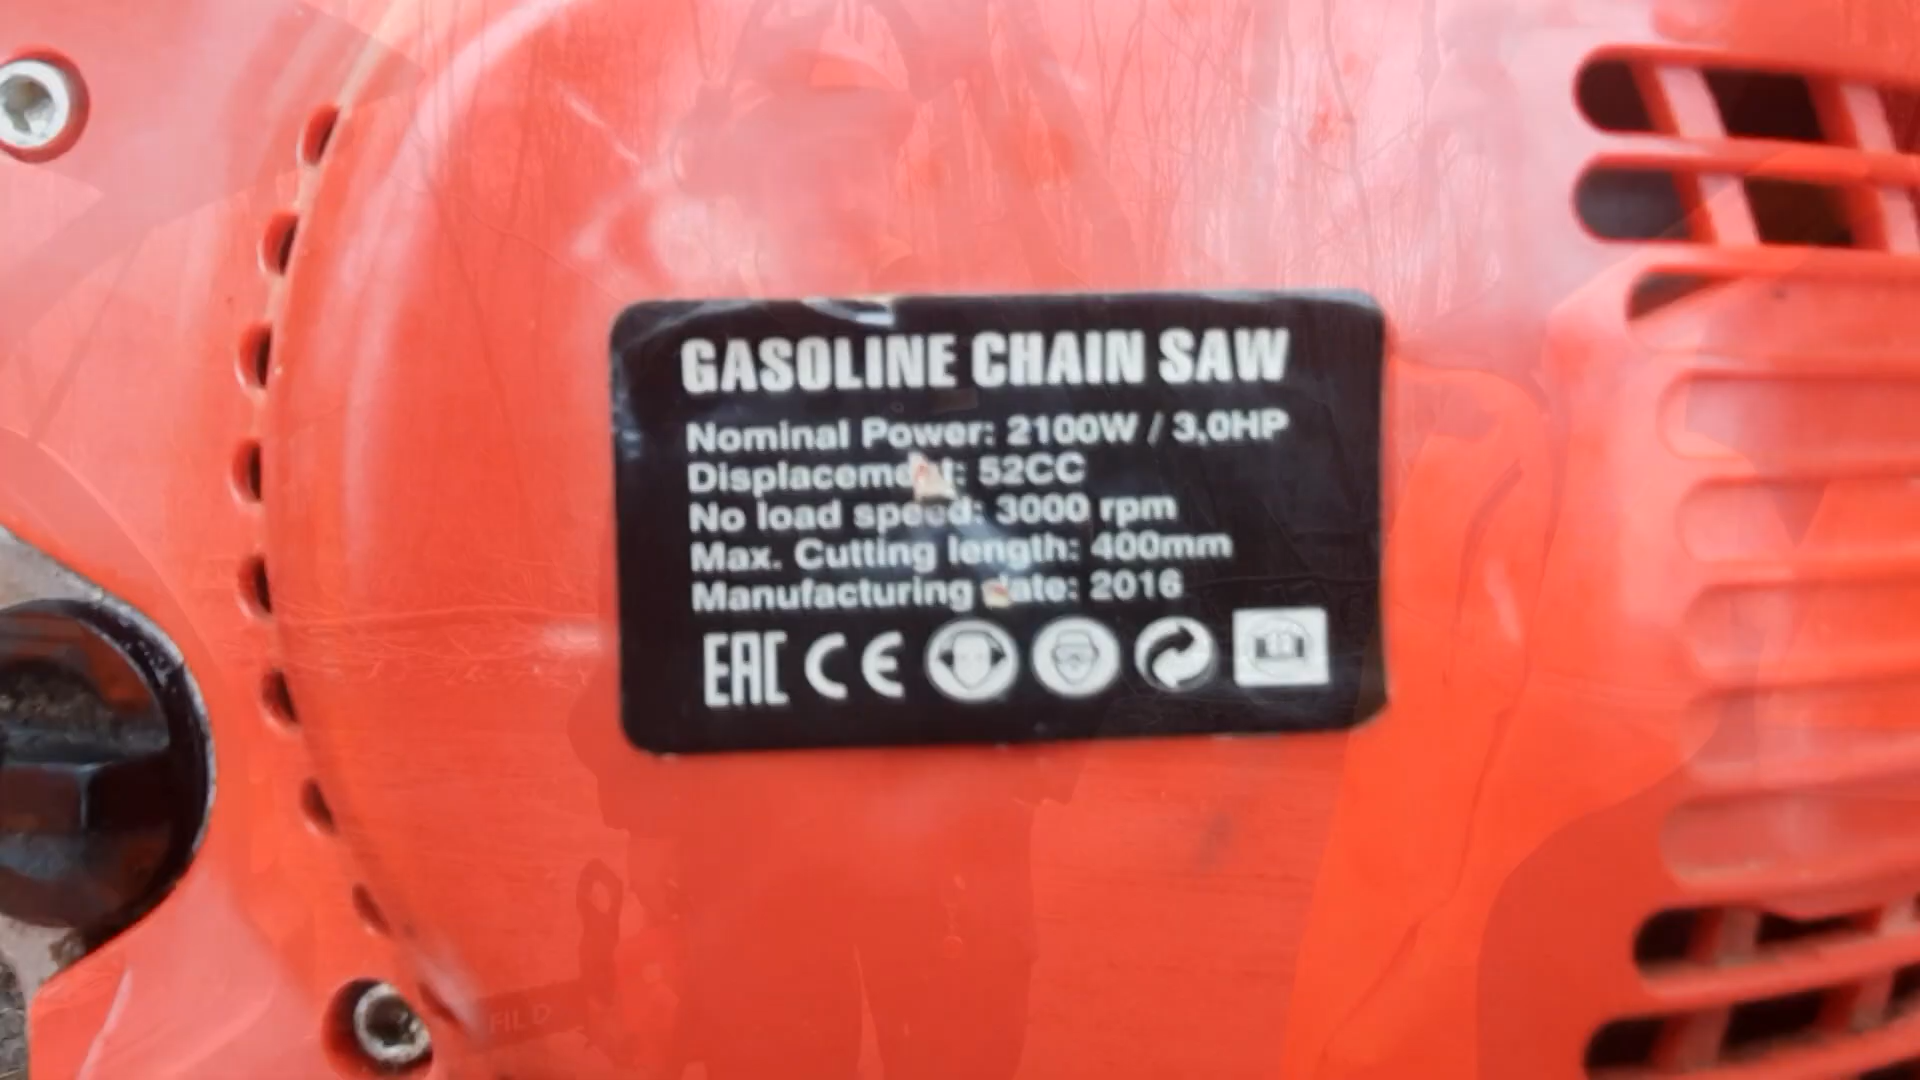 GASOLINE CHAIN SAW
Nominal Power: 2100W / 3,0HP
Displacement: 52CC
No load speed: 3000 rpm
Max. Cutting length: 400mm
Manufacturing date: 2016
EAC CE